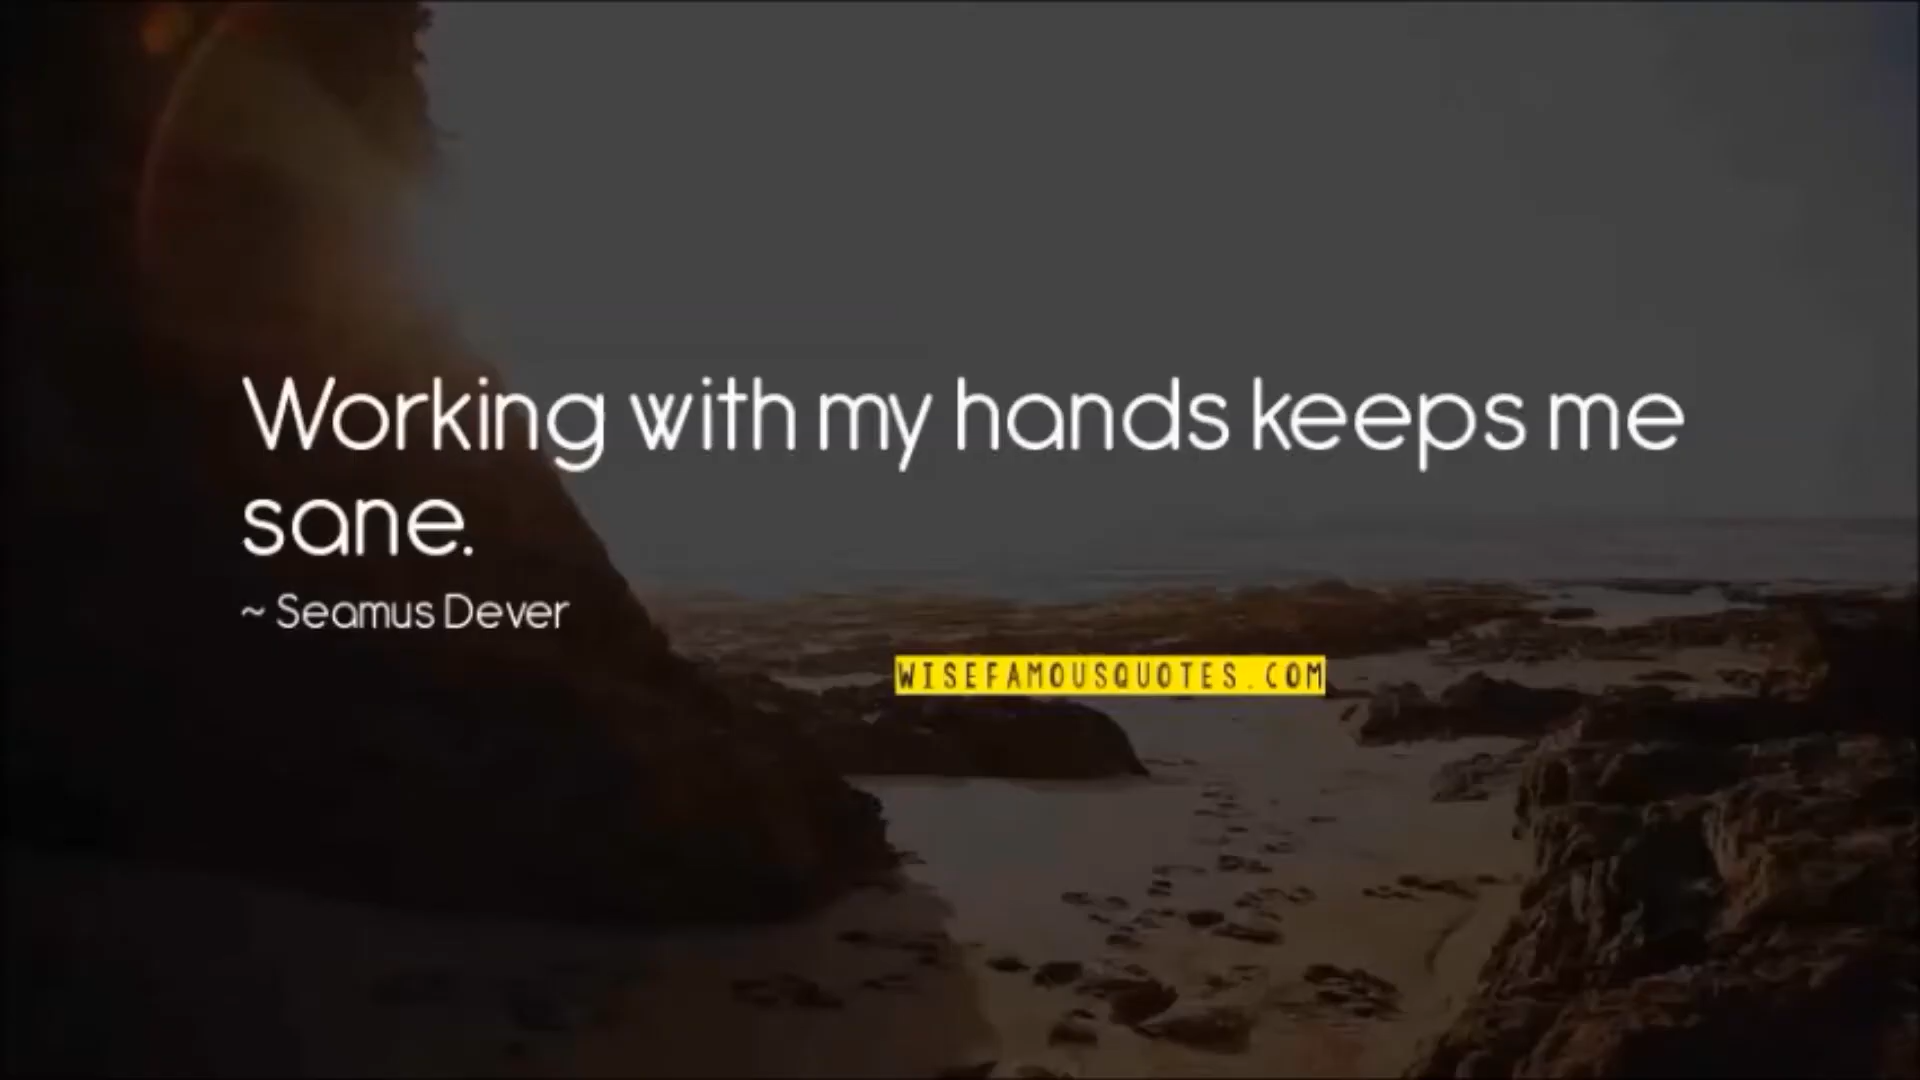 Working with my hands keeps me
sane.
~ Seamus Dever
WISEFAMOUSQUOTES.COM